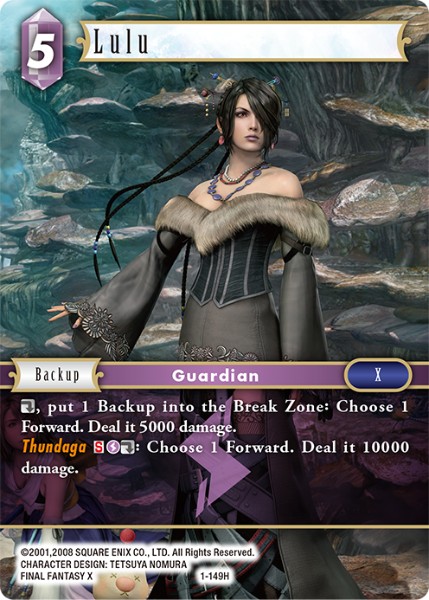 5
Lulu
Backup
Guardian
X
, put 1 Backup into the Break Zone: Choose 1
Forward. Deal it 5000 damage.
Thundaga S : Choose 1 Forward. Deal it 10000
damage.
©2001,2008 SQUARE ENIX CO., LTD. All Rights Reserved.
CHARACTER DESIGN: TETSUYA NOMURA
FINAL FANTASY X
1-149H